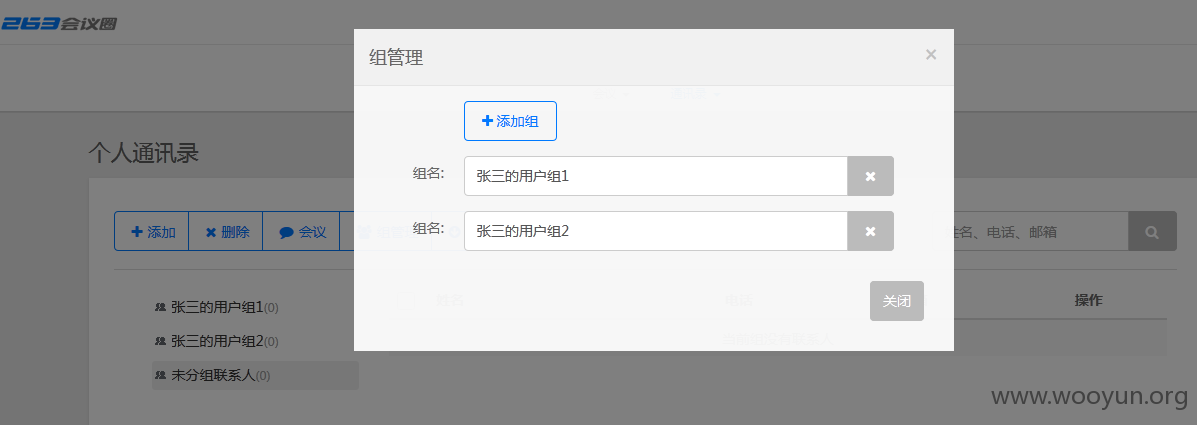 263会议圈
组管理
×
添加组
组名:
张三的用户组1
组名:
张三的用户组2
关闭
个人通讯录
添加
删除
会议
姓名、电话、邮箱
张三的用户组1(0)
张三的用户组2(0)
未分组联系人(0)
姓名
电话
操作
www.wooyun.org